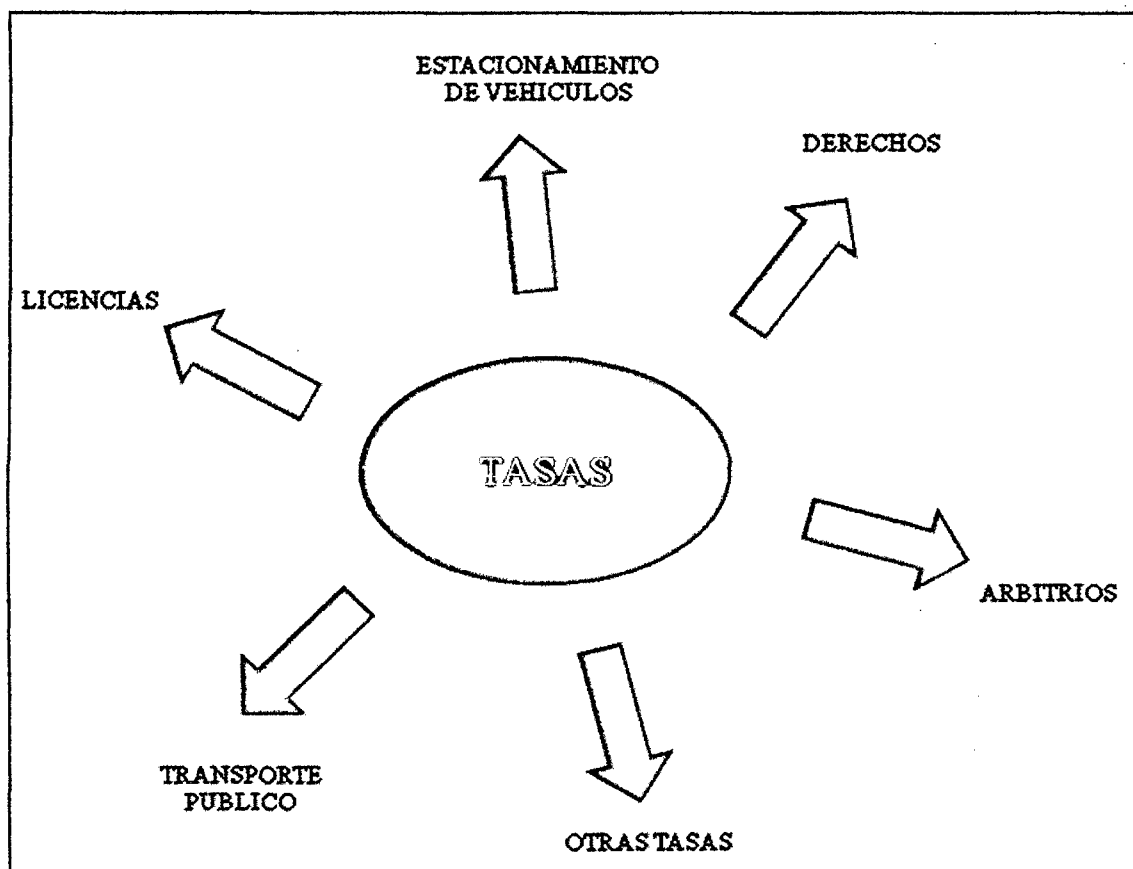 ESTACIONAMIENTO
DE VEHICULOS
DERECHOS
LICENCIAS
TASAS
ARBITRIOS
TRANSPORTE
PUBLICO
OTRAS TASAS